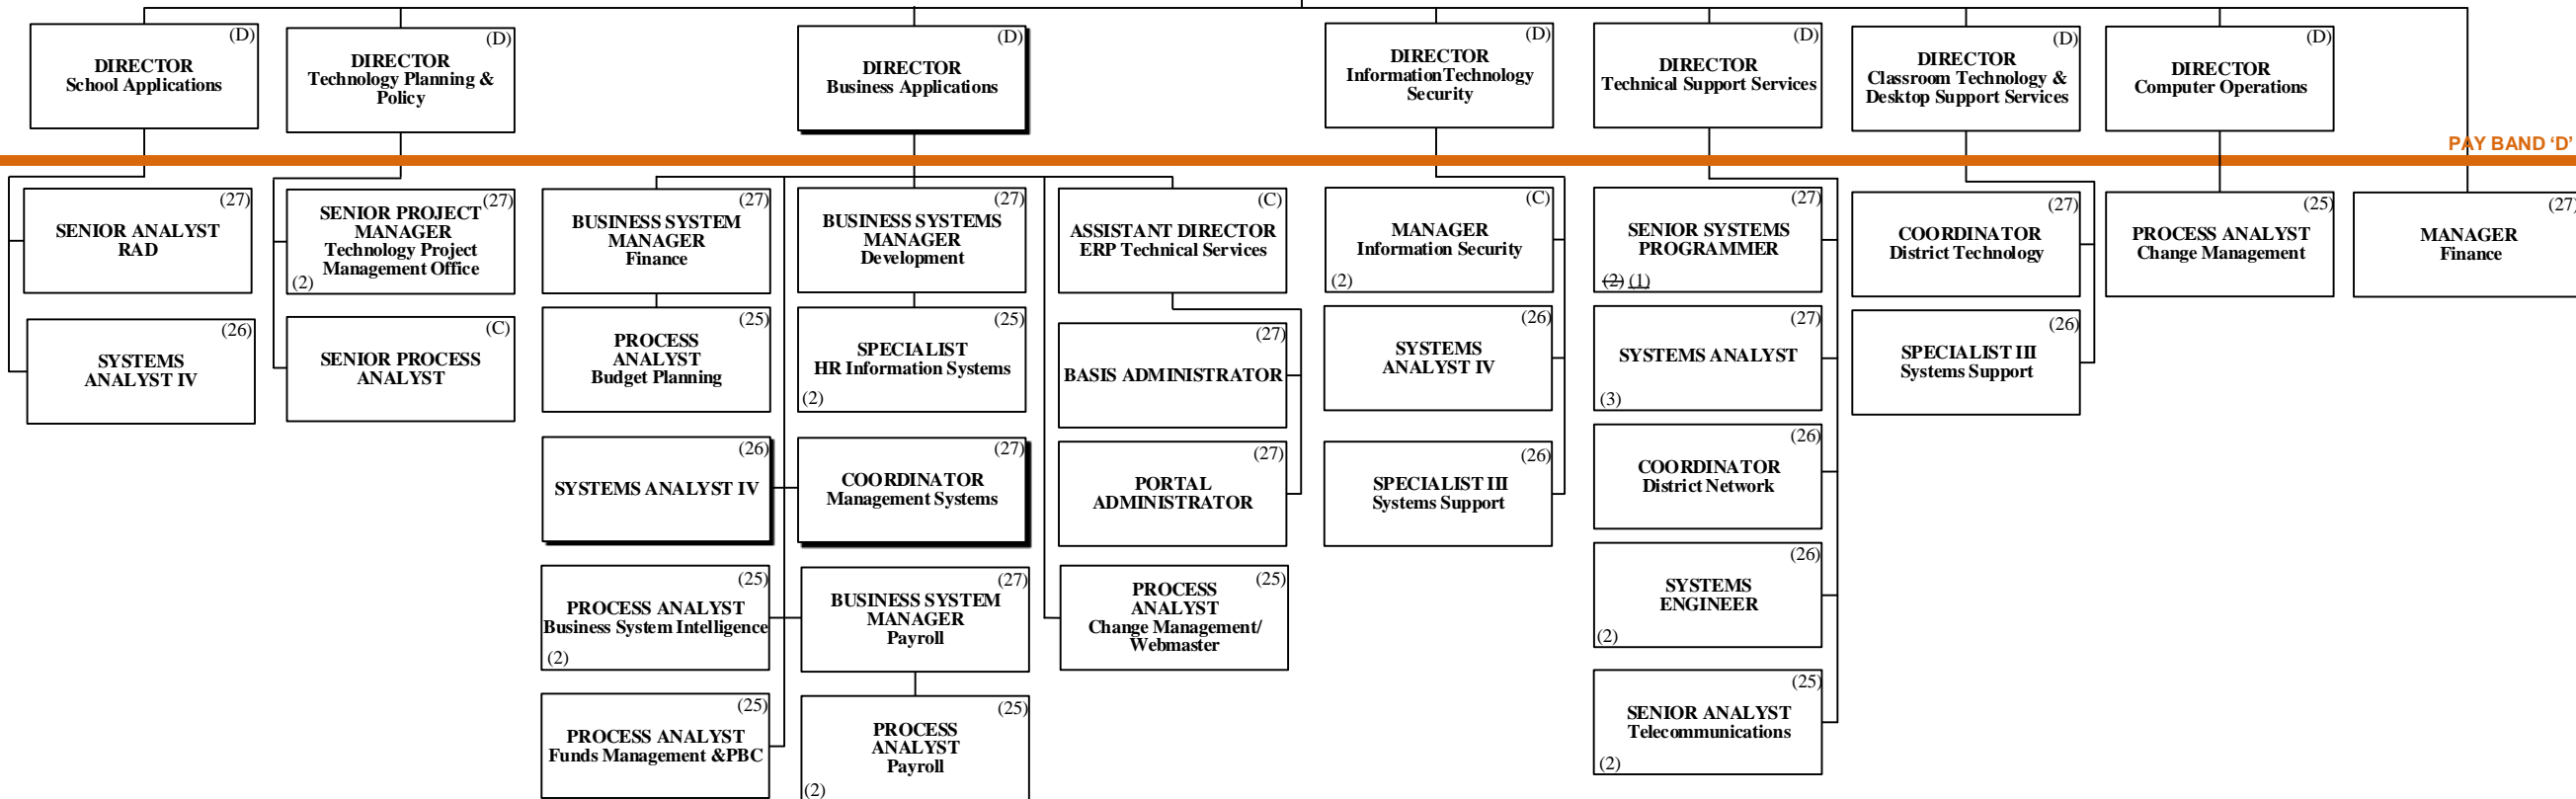 (D)
DIRECTOR
School Applications
(D)
DIRECTOR
Technology Planning &
Policy
(D)
DIRECTOR
Business Applications
(D)
DIRECTOR
Information Technology
Security
(D)
DIRECTOR
Technical Support Services
(D)
DIRECTOR
Classroom Technology &
Desktop Support Services
(D)
DIRECTOR
Computer Operations
PAY BAND ‘D’
(27)
SENIOR ANALYST
RAD
(26)
SYSTEMS
ANALYST IV
(27)
SENIOR PROJECT
MANAGER
Technology Project
Management Office
(2)
(C)
SENIOR PROCESS
ANALYST
(27)
BUSINESS SYSTEM
MANAGER
Finance
(25)
PROCESS
ANALYST
Budget Planning
(26)
SYSTEMS ANALYST IV
(25)
PROCESS ANALYST
Business System Intelligence
(2)
(25)
PROCESS ANALYST
Funds Management &PBC
(27)
BUSINESS SYSTEMS
MANAGER
Development
(25)
SPECIALIST
HR Information Systems
(2)
(27)
COORDINATOR
Management Systems
(27)
BUSINESS SYSTEM
MANAGER
Payroll
(25)
PROCESS
ANALYST
Payroll
(2)
(C)
ASSISTANT DIRECTOR
ERP Technical Services
(27)
BASIS ADMINISTRATOR
(27)
PORTAL
ADMINISTRATOR
(25)
PROCESS
ANALYST
Change Management/
Webmaster
(C)
MANAGER
Information Security
(2)
(26)
SYSTEMS
ANALYST IV
(26)
SPECIALIST III
Systems Support
(27)
SENIOR SYSTEMS
PROGRAMMER
(2) (1)
(27)
SYSTEMS ANALYST
(3)
(26)
COORDINATOR
District Network
(26)
SYSTEMS
ENGINEER
(2)
(25)
SENIOR ANALYST
Telecommunications
(2)
(27)
COORDINATOR
District Technology
(26)
SPECIALIST III
Systems Support
(25)
PROCESS ANALYST
Change Management
(27)
MANAGER
Finance